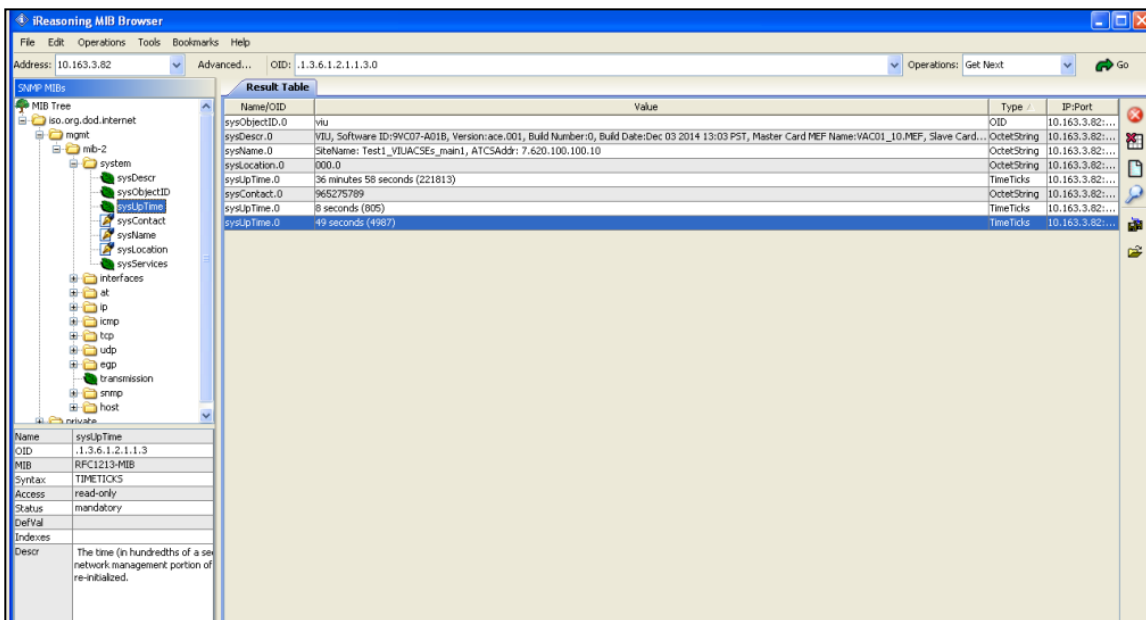 iReasoning MIB Browser
File Edit Operations Tools Bookmarks Help
Address: 10.163.3.82 Advanced... OID: .1.3.6.1.2.1.1.3.0 Operations: Get Next Go
SNMP MIBs
MIB Tree
iso.org.dod.internet
mgmt
mib-2
system
sysDescr
sysObjectID
sysUpTime
sysContact
sysName
sysLocation
sysServices
interfaces
at
ip
icmp
tcp
udp
egp
transmission
snmp
host
private
Name sysUpTime
OID .1.3.6.1.2.1.1.3
MIB RFC1213-MIB
Syntax TIMETICKS
Access read-only
Status mandatory
DefVal
Indexes
Descr The time (in hundredths of a se
network management portion of
re-initialized.
Result Table
Name/OID Value Type IP:Port
sysObjectID.0 viu OID 10.163.3.82:...
sysDescr.0 VIU, Software ID:9VC07-A01B, Version:ace.001, Build Number:0, Build Date:Dec 03 2014 13:03 PST, Master Card MEF Name:VAC01_10.MEF, Slave Card... OctetString 10.163.3.82:...
sysName.0 SiteName: Test1_VIUACSEs_main1, ATCSAddr: 7.620.100.100.10 OctetString 10.163.3.82:...
sysLocation.0 000.0 OctetString 10.163.3.82:...
sysUpTime.0 36 minutes 58 seconds (221813) TimeTicks 10.163.3.82:...
sysContact.0 965275789 OctetString 10.163.3.82:...
sysUpTime.0 8 seconds (805) TimeTicks 10.163.3.82:...
sysUpTime.0 49 seconds (4987) TimeTicks 10.163.3.82:...